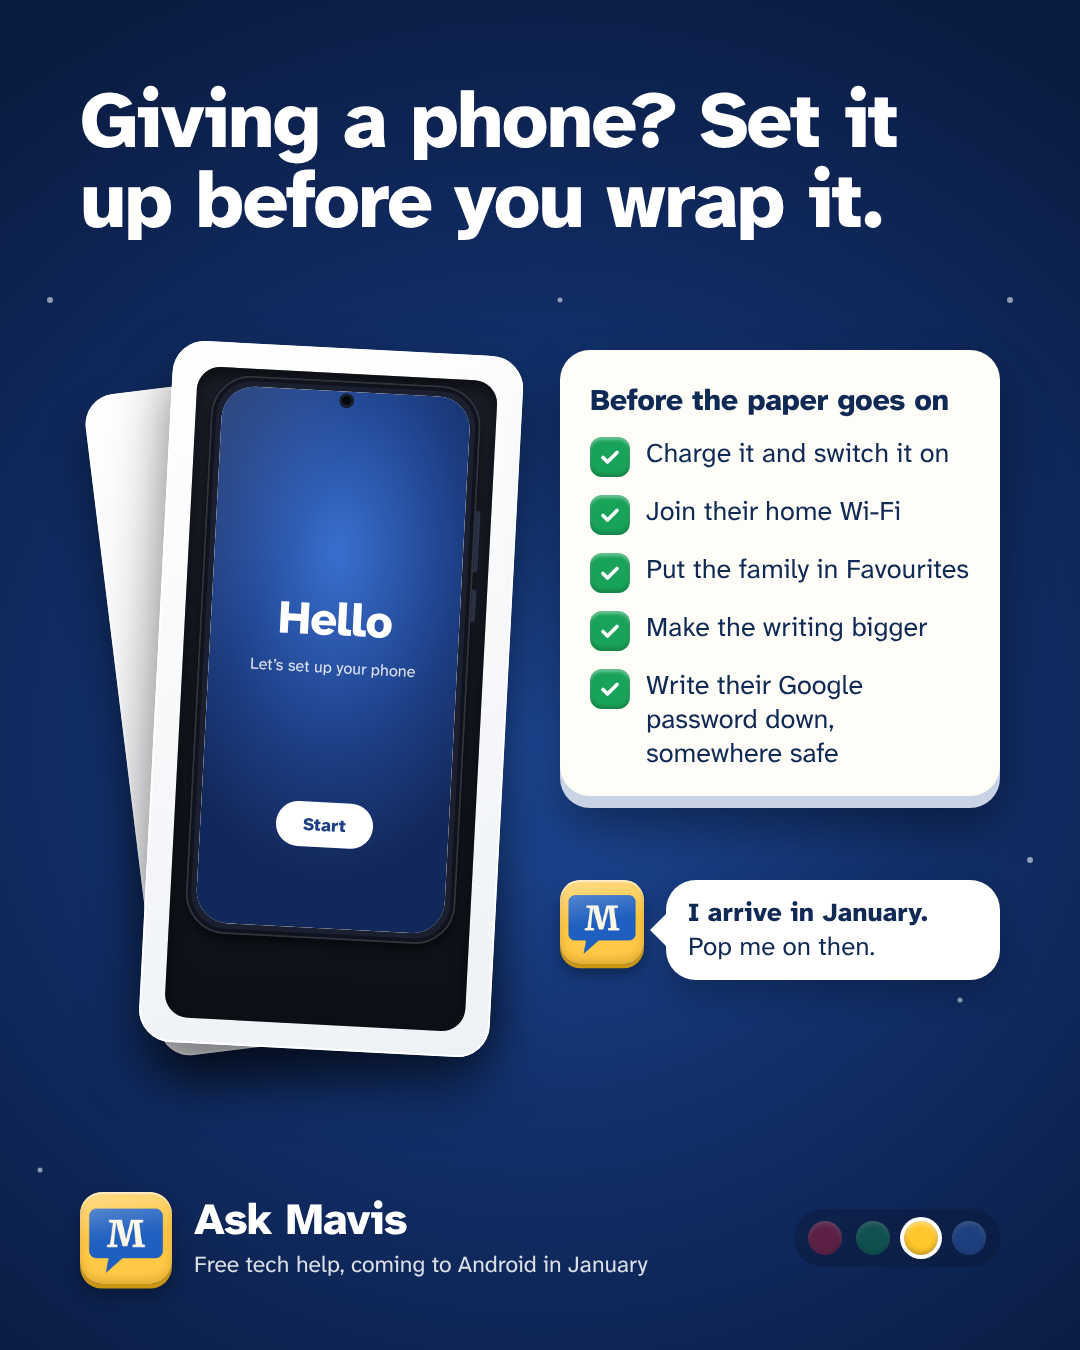 Giving a phone? Set it
up before you wrap it.
Hello
Let's set up your phone
Start
Before the paper goes on
Charge it and switch it on
Join their home Wi-Fi
Put the family in Favourites
Make the writing bigger
Write their Google
password down,
somewhere safe
M
I arrive in January.
Pop me on then.
M
Ask Mavis
Free tech help, coming to Android in January